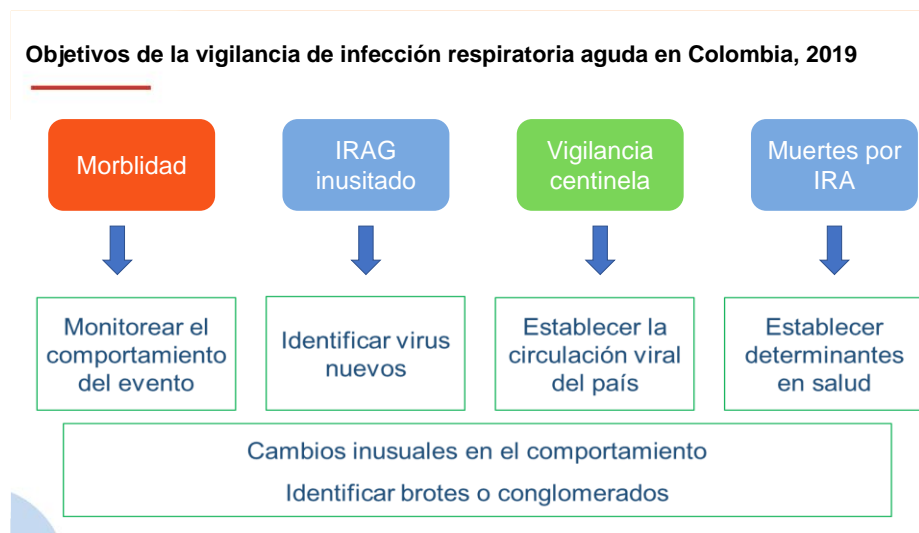 Objetivos de la vigilancia de infección respiratoria aguda en Colombia, 2019
Morblidad
IRAG
inusitado
Vigilancia
centinela
Muertes por
IRA
Monitorear el
comportamiento
del evento
Identificar virus
nuevos
Establecer la
circulación viral
del país
Establecer
determinantes
en salud
Cambios inusuales en el comportamiento
Identificar brotes o conglomerados